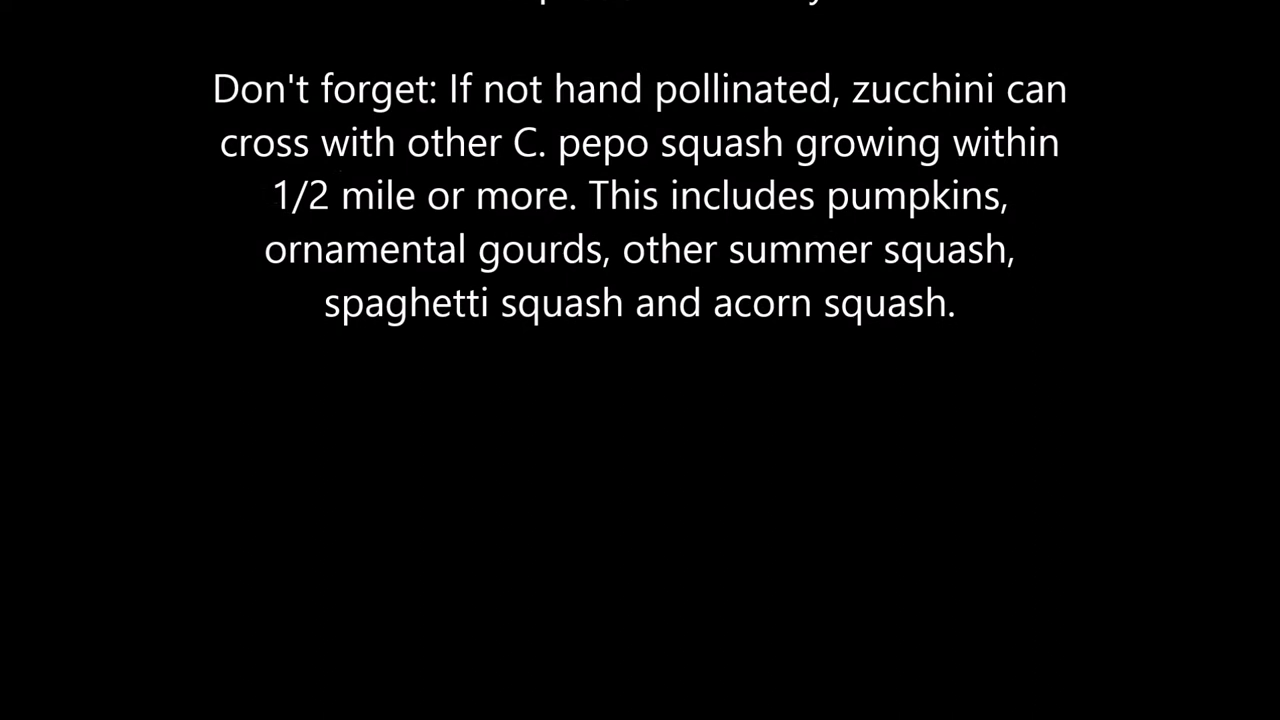 Don't forget: If not hand pollinated, zucchini can
cross with other C. pepo squash growing within
1/2 mile or more. This includes pumpkins,
ornamental gourds, other summer squash,
spaghetti squash and acorn squash.